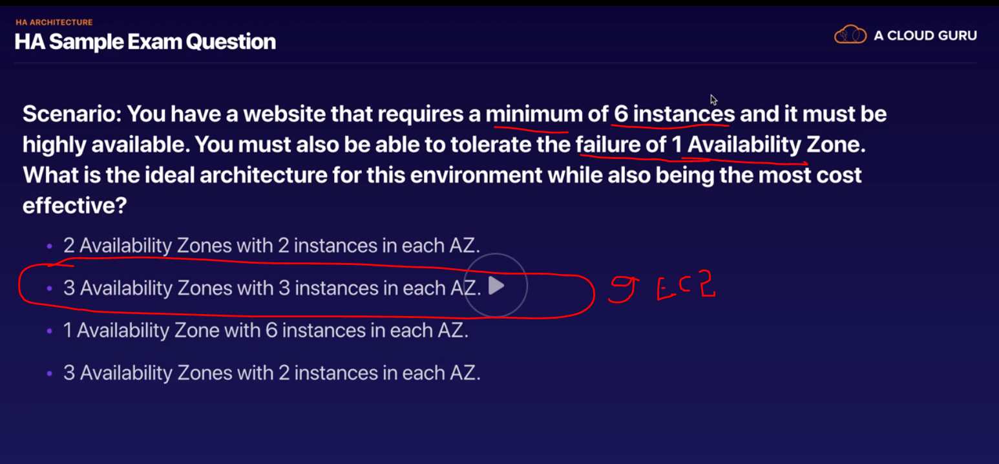 HA ARCHITECTURE
HA Sample Exam Question
A CLOUD GURU
Scenario: You have a website that requires a minimum of 6 instances and it must be
highly available. You must also be able to tolerate the failure of 1 Availability Zone.
What is the ideal architecture for this environment while also being the most cost
effective?
• 2 Availability Zones with 2 instances in each AZ.
• 3 Availability Zones with 3 instances in each AZ.
9 EC2
• 1 Availability Zone with 6 instances in each AZ.
• 3 Availability Zones with 2 instances in each AZ.